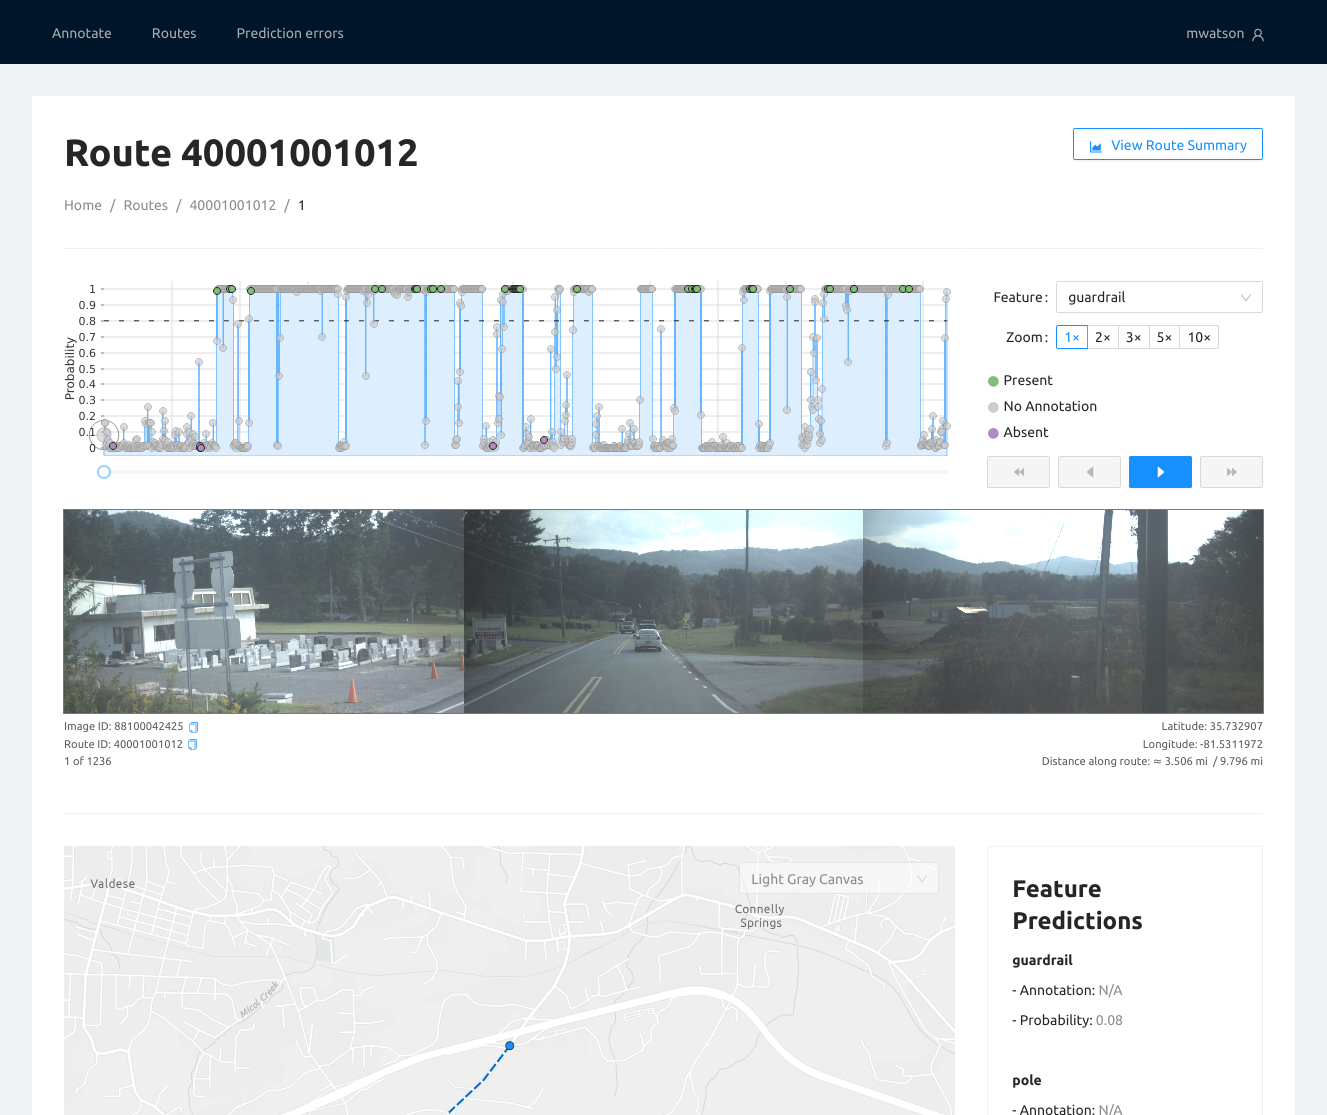 Annotate Routes Prediction errors mwatson
Route 40001001012
View Route Summary
Home / Routes / 40001001012 / 1
Probability
1
0.9
0.8
0.7
0.6
0.5
0.4
0.3
0.2
0.1
0
Feature: guardrail
Zoom: 1× 2× 3× 5× 10×
Present
No Annotation
Absent
Image ID: 88100042425
Route ID: 40001001012
1 of 1236
Latitude: 35.732907
Longitude: -81.5311972
Distance along route: ≈ 3.506 mi / 9.796 mi
Valdese
Light Gray Canvas
Connelly
Springs
Micol Creek
Feature
Predictions
guardrail
- Annotation: N/A
- Probability: 0.08
pole
- Annotation: N/A